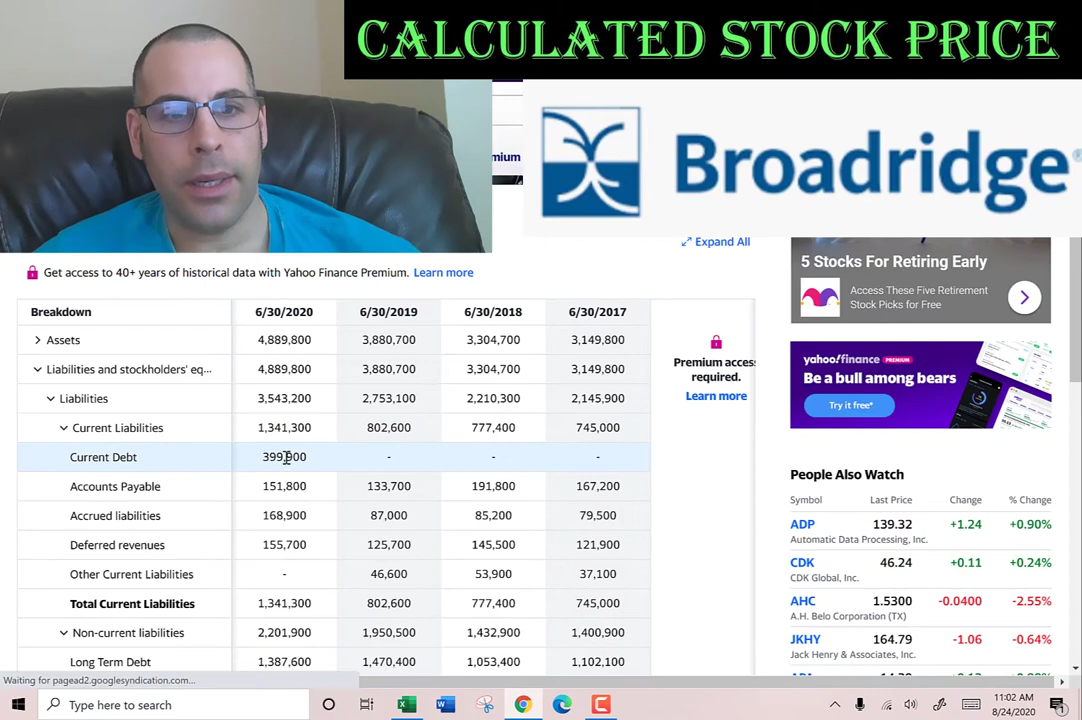 CALCULATED STOCK PRICE
Broadridge®
Expand All
Get access to 40+ years of historical data with Yahoo Finance Premium. Learn more
Breakdown 6/30/2020 6/30/2019 6/30/2018 6/30/2017
Assets 4,889,800 3,880,700 3,304,700 3,149,800
Liabilities and stockholders' eq... 4,889,800 3,880,700 3,304,700 3,149,800
Liabilities 3,543,200 2,753,100 2,210,300 2,145,900
Current Liabilities 1,341,300 802,600 777,400 745,000
Current Debt 399,900 - - -
Accounts Payable 151,800 133,700 191,800 167,200
Accrued liabilities 168,900 87,000 85,200 79,500
Deferred revenues 155,700 125,700 145,500 121,900
Other Current Liabilities - 46,600 53,900 37,100
Total Current Liabilities 1,341,300 802,600 777,400 745,000
Non-current liabilities 2,201,900 1,950,500 1,432,900 1,400,900
Long Term Debt 1,387,600 1,470,400 1,053,400 1,102,100
Premium access
required.
Learn more
5 Stocks For Retiring Early
Access These Five Retirement
Stock Picks for Free
yahoo!finance PREMIUM
Be a bull among bears
Try it free*
People Also Watch
Symbol Last Price Change % Change
ADP 139.32 +1.24 +0.90%
Automatic Data Processing, Inc.
CDK 46.24 +0.11 +0.24%
CDK Global, Inc.
AHC 1.5300 -0.0400 -2.55%
A.H. Belo Corporation (TX)
JKHY 164.79 -1.06 -0.64%
Jack Henry & Associates, Inc.
Waiting for pagead2.googlesyndication.com...
Type here to search
11:02 AM
8/24/2020